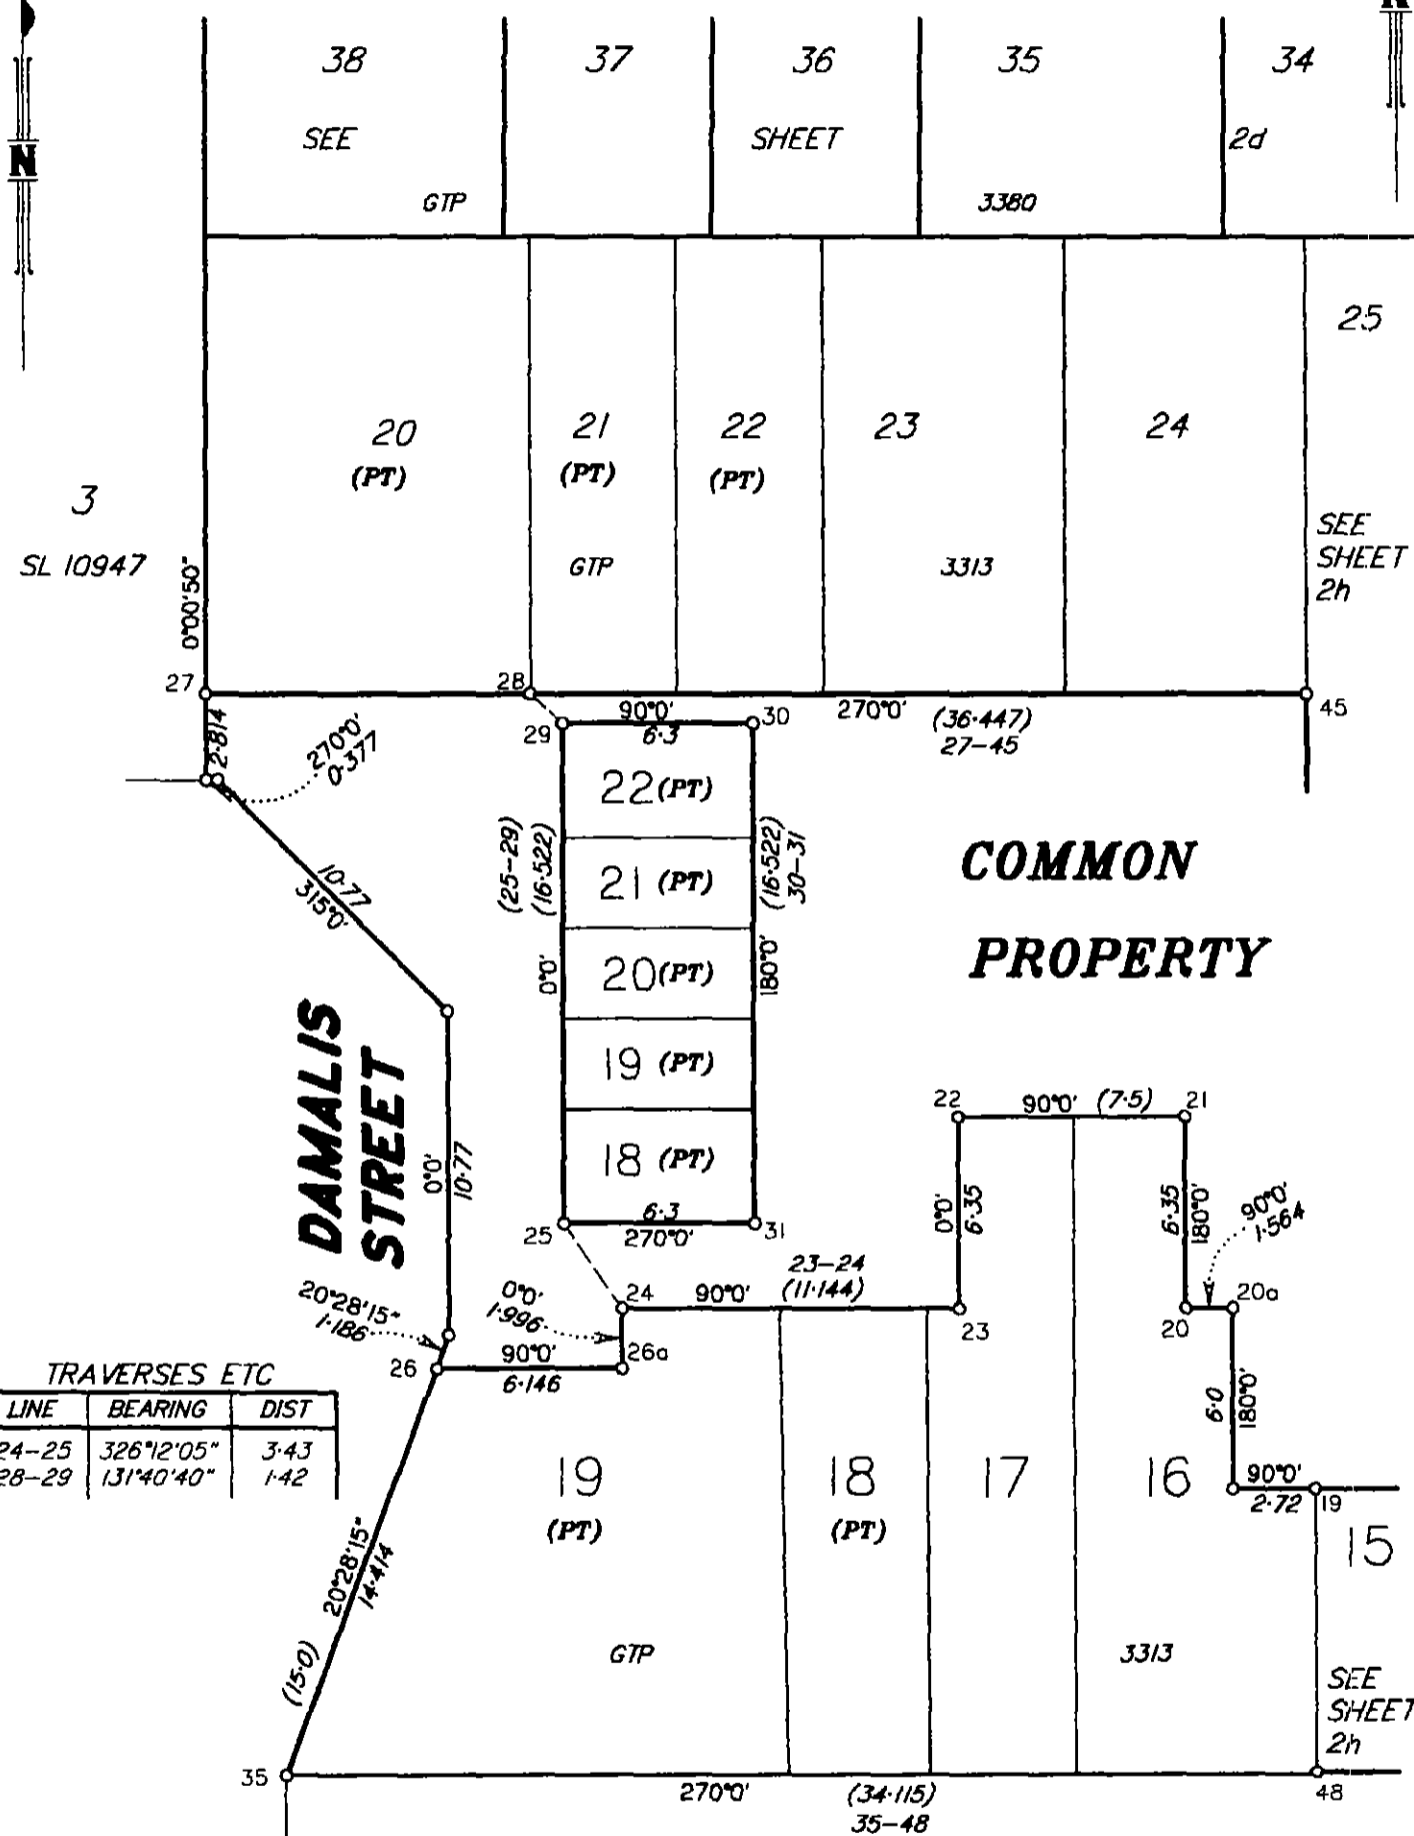 N
38
37
36
35
34
SEE
SHEET
2d
GTP
3380
25
20
(PT)
21
(PT)
22
(PT)
23
24
3
SL 10947
GTP
3313
SEE
SHEET
2h
0°00'50"
27
28
45
90°0'
30
270°0'
(36·447)
27-45
29
6·3
2·814
270°0'
0·377
22(PT)
21 (PT)
20(PT)
19 (PT)
18 (PT)
(25-29)
(16·522)
0°0'
(16·522)
30-31
180°0'
10·77
315°0'
COMMON
PROPERTY
DAMALIS
STREET
0°0'
10·77
25
6·3
270°0'
31
22
90°0'
(7·5)
21
0°0'
6·35
6·35
180°0'
90°0'
1·564
20
20a
23-24
(11·144)
24
90°0'
23
0°0'
1·996
20°28'15"
1·186
26
90°0'
6·146
26a
6·0
180°0'
90°0'
2·72
19
TRAVERSES ETC
LINE BEARING DIST
24-25 326°12'05" 3·43
28-29 131°40'40" 1·42
19
(PT)
18
(PT)
17
16
15
20°28'15"
14·414
(15·0)
GTP
3313
SEE
SHEET
2h
35
270°0'
(34·115)
35-48
48